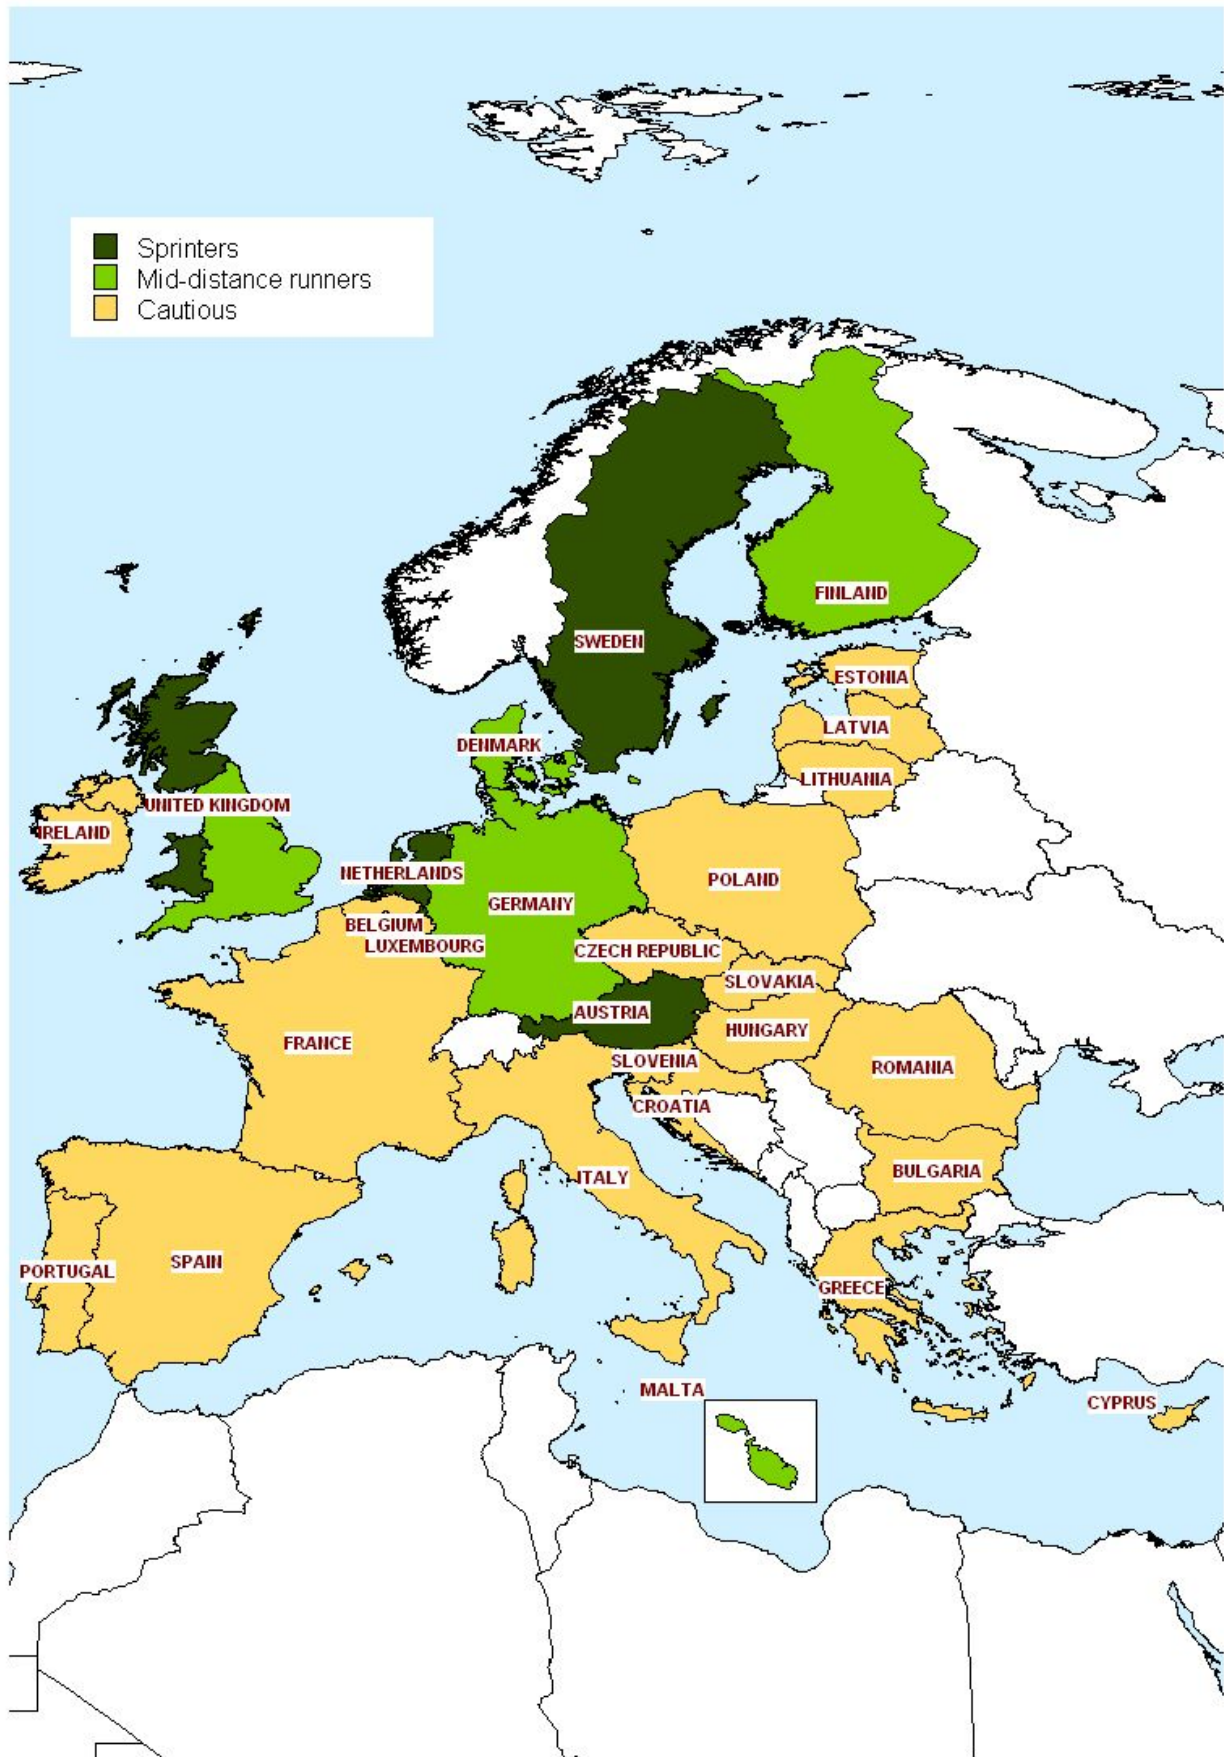 Sprinters
Mid-distance runners
Cautious
FINLAND
SWEDEN
ESTONIA
LATVIA
DENMARK
LITHUANIA
UNITED KINGDOM
IRELAND
NETHERLANDS
POLAND
GERMANY
BELGIUM
LUXEMBOURG
CZECH REPUBLIC
SLOVAKIA
AUSTRIA
HUNGARY
FRANCE
SLOVENIA
ROMANIA
CROATIA
BULGARIA
ITALY
SPAIN
PORTUGAL
GREECE
MALTA
CYPRUS